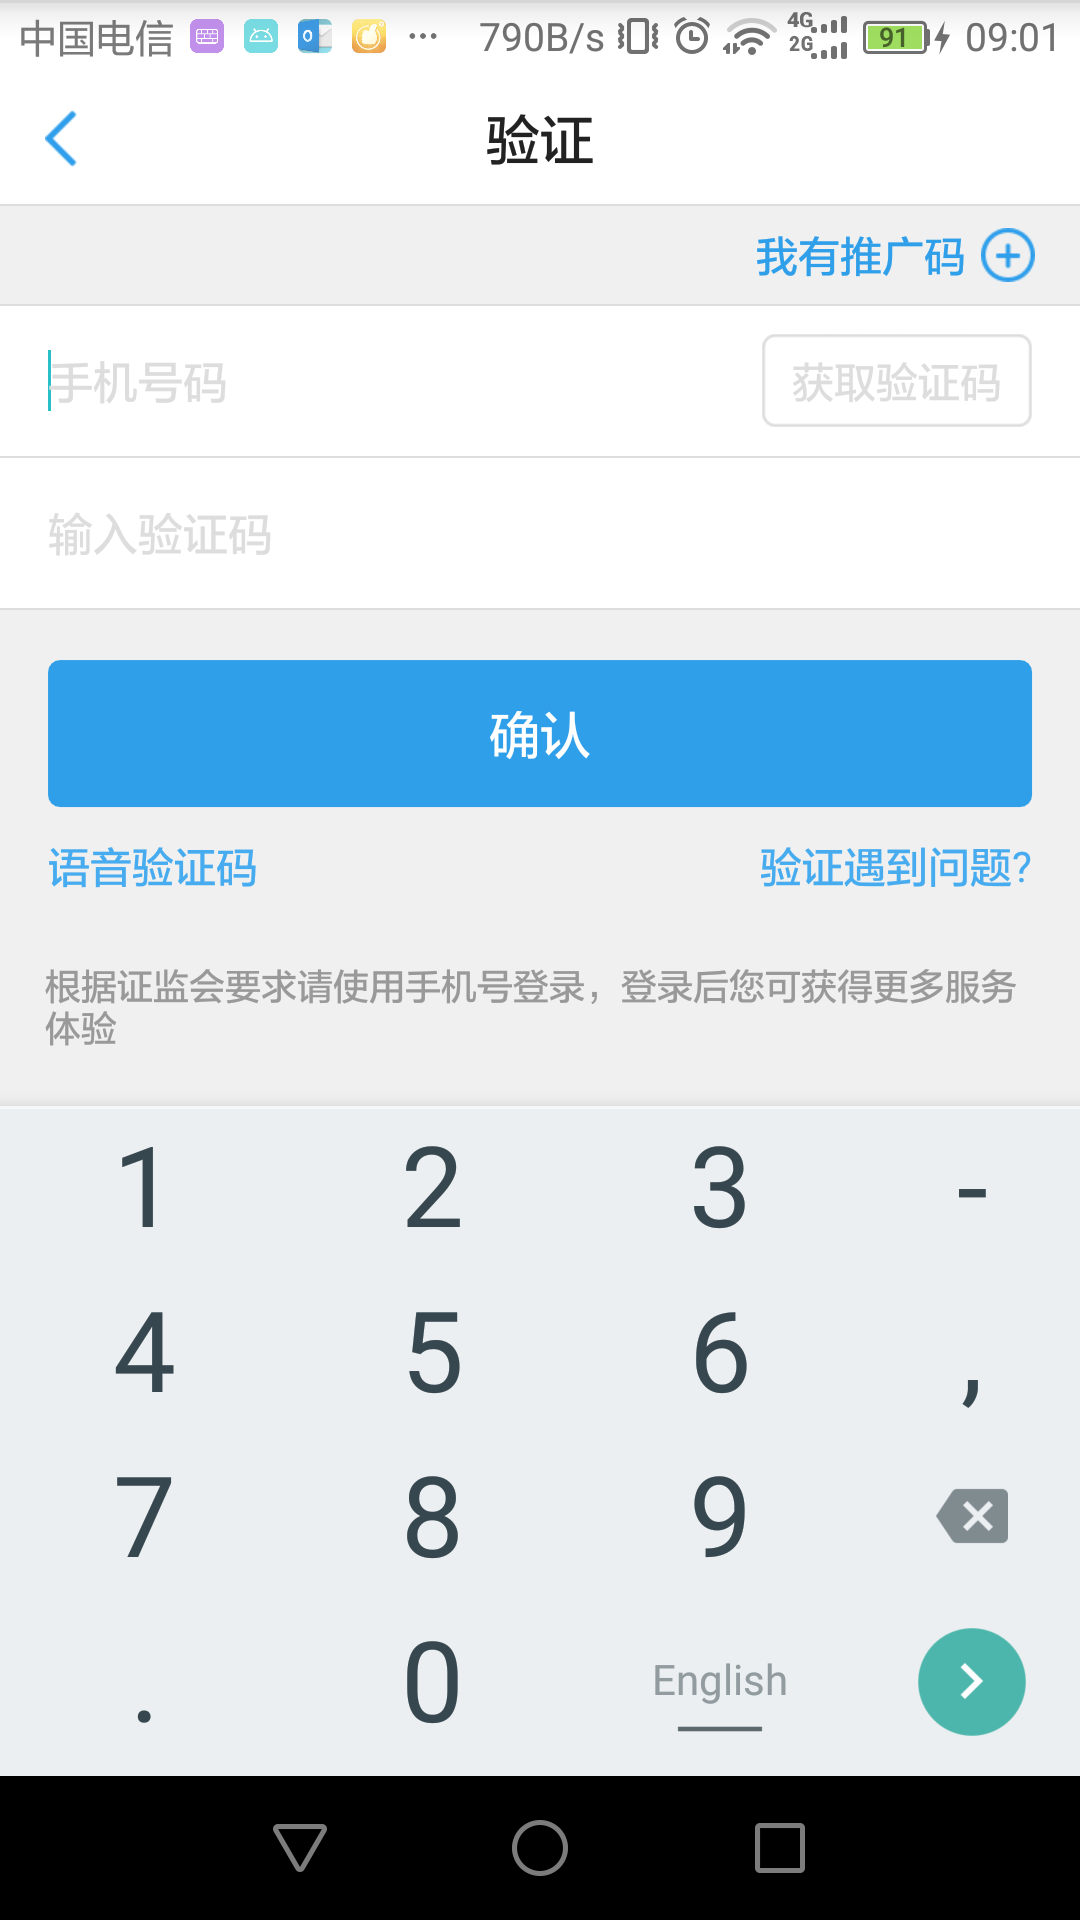 中国电信 ··· 790B/s 4G 2G 91 09:01
验证
我有推广码
手机号码 获取验证码
输入验证码
确认
语音验证码 验证遇到问题?
根据证监会要求请使用手机号登录，登录后您可获得更多服务
体验
1 2 3 -
4 5 6 ,
7 8 9
. 0 English